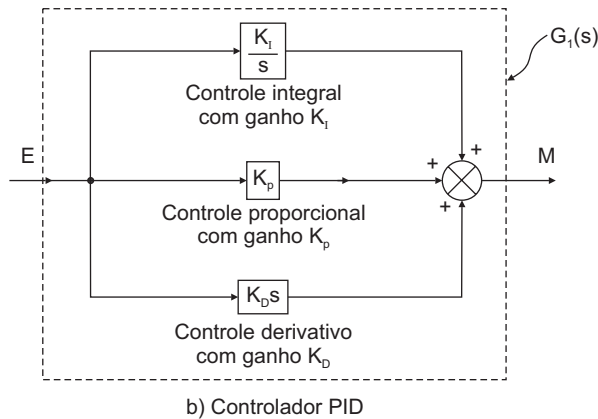 K_I
s
G₁(s)
Controle integral
com ganho K_I
E
K_p
+
+
+
M
Controle proporcional
com ganho K_p
K_D s
Controle derivativo
com ganho K_D
b) Controlador PID